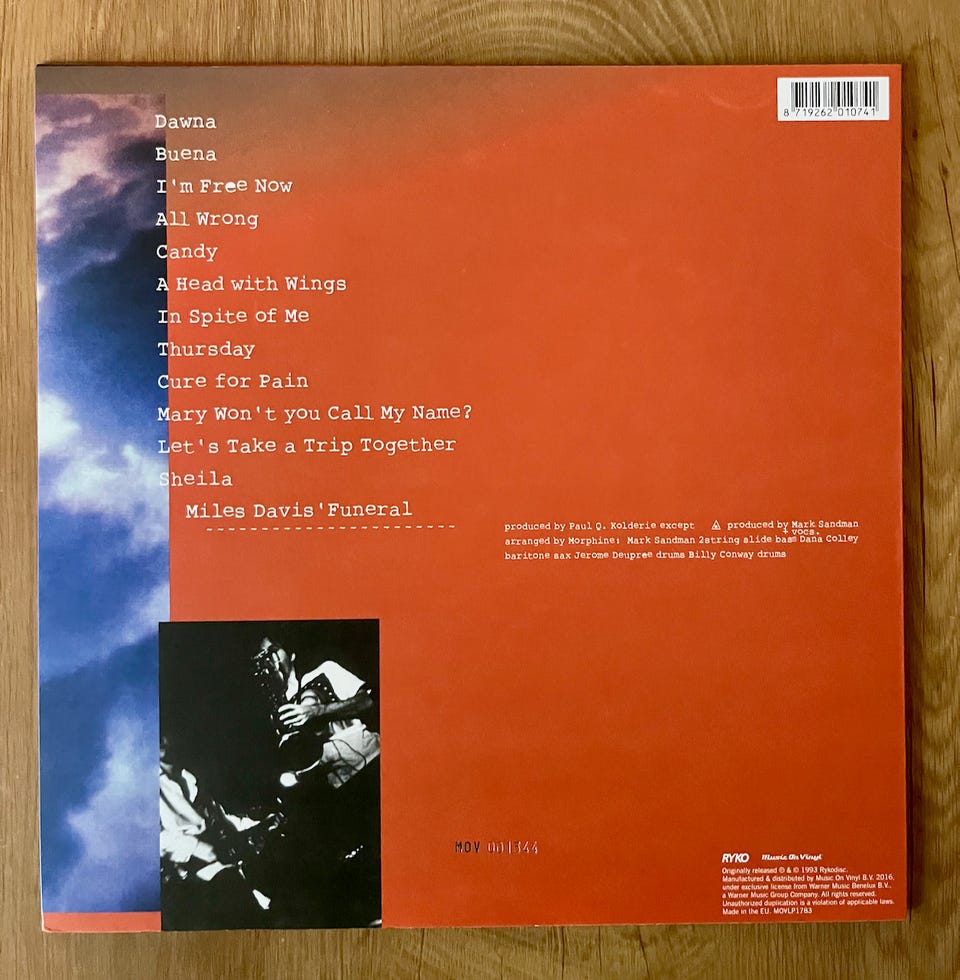 8 719262 010741
Dawna
Buena
I'm Free Now
All Wrong
Candy
A Head with Wings
In Spite of Me
Thursday
Cure for Pain
Mary Won't you Call My Name?
Let's Take a Trip Together
Sheila
Miles Davis' Funeral
produced by Paul Q. Kolderie except produced by Mark Sandman
+ vocs.
arranged by Morphine: Mark Sandman 2string slide bass Dana Colley
baritone sax Jerome Deupree drums Billy Conway drums
MOV 001344
RYKO Music On Vinyl
Originally released ℗ & © 1993 Rykodisc.
Manufactured & distributed by Music On Vinyl B.V. 2016,
under exclusive license from Warner Music Benelux B.V.,
a Warner Music Group Company. All rights reserved.
Unauthorized duplication is a violation of applicable laws.
Made in the EU. MOVLP1783